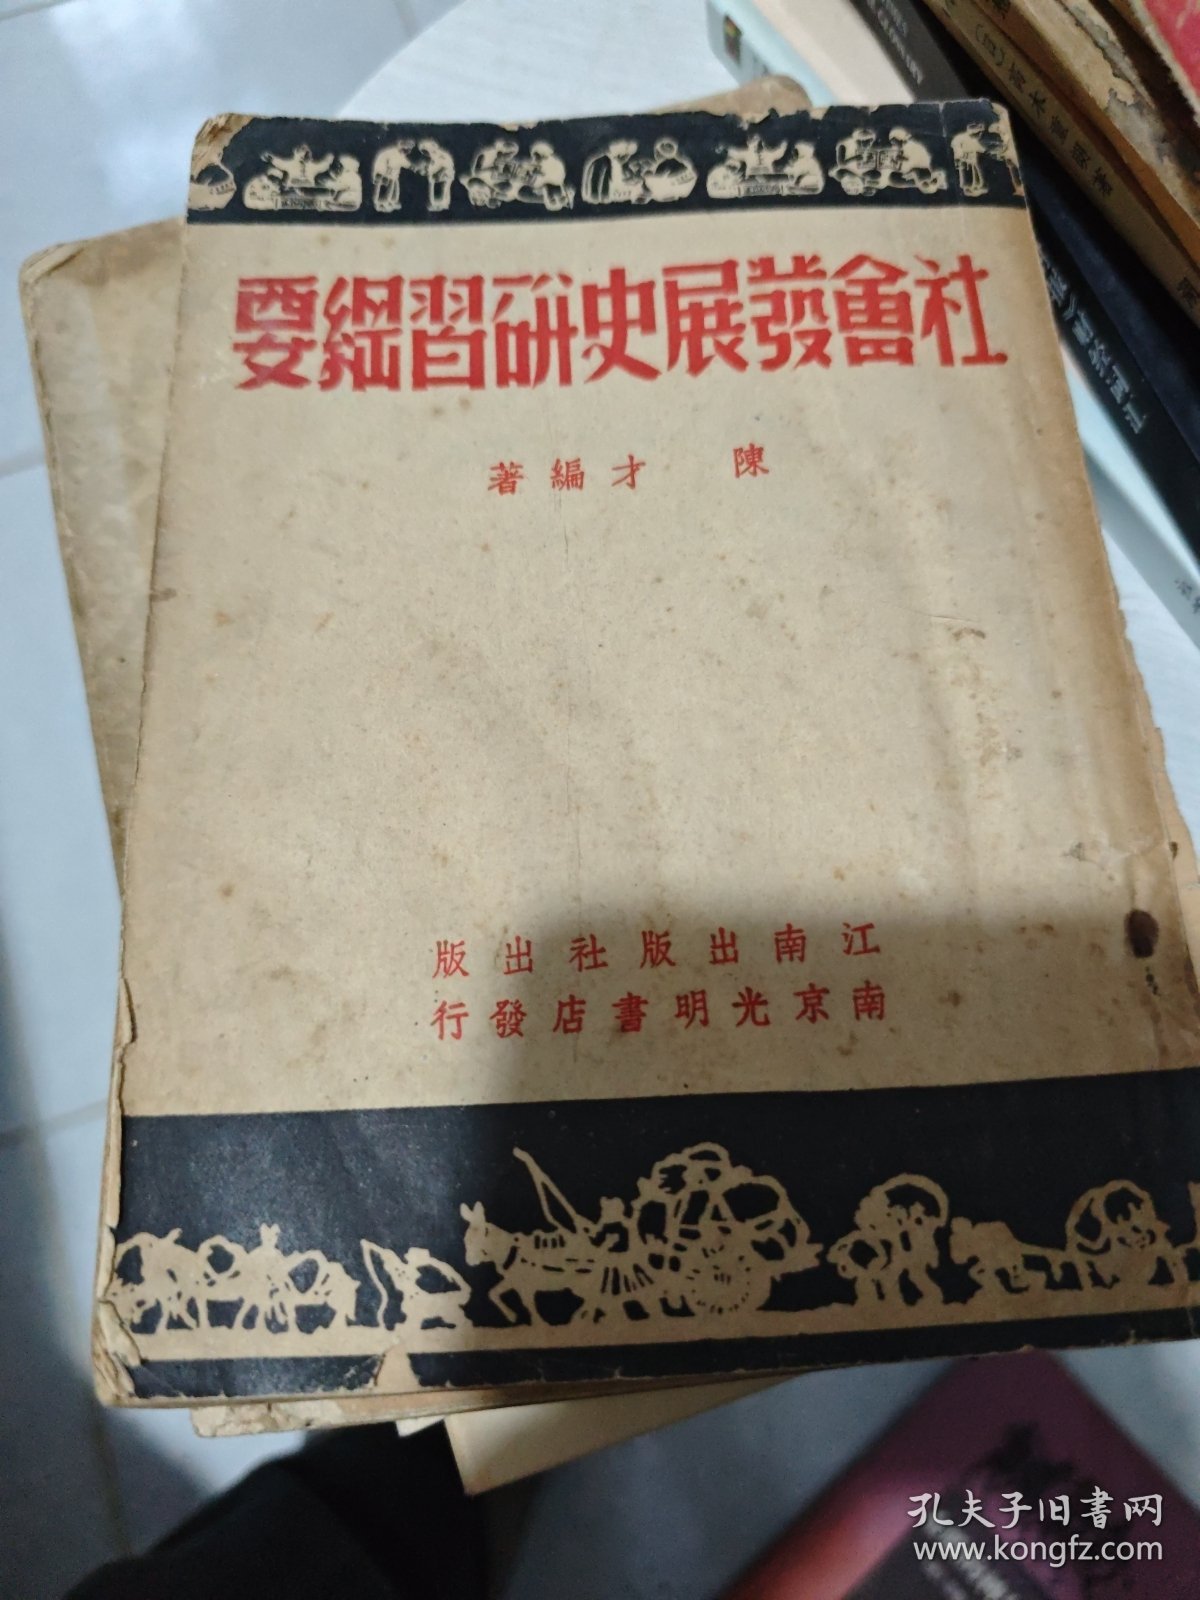 社會發展史研習綱要
陳 才編著
江南出版社出版
南京光明書店發行
孔夫子旧书网
www.kongfz.com